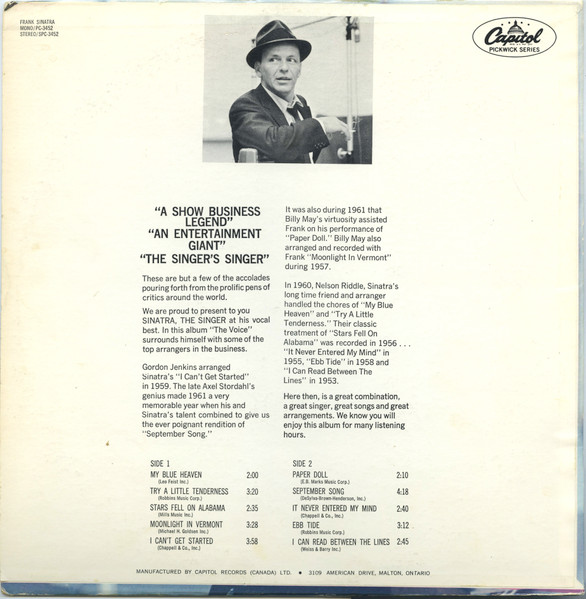 FRANK SINATRA
MONO/PC-3452
STEREO/SPC-3452
Capitol
PICKWICK SERIES
"A SHOW BUSINESS
LEGEND"
"AN ENTERTAINMENT
GIANT"
"THE SINGER'S SINGER"
These are but a few of the accolades
pouring forth from the prolific pens of
critics around the world.
We are proud to present to you
SINATRA, THE SINGER at his vocal
best. In this album "The Voice"
surrounds himself with some of the
top arrangers in the business.
Gordon Jenkins arranged
Sinatra's "I Can't Get Started"
in 1959. The late Axel Stordahl's
genius made 1961 a very
memorable year when his and
Sinatra's talent combined to give us
the ever poignant rendition of
"September Song."
It was also during 1961 that
Billy May's virtuosity assisted
Frank on his performance of
"Paper Doll." Billy May also
arranged and recorded with
Frank "Moonlight In Vermont"
during 1957.
In 1960, Nelson Riddle, Sinatra's
long time friend and arranger
handled the chores of "My Blue
Heaven" and "Try A Little
Tenderness." Their classic
treatment of "Stars Fell On
Alabama" was recorded in 1956 . . .
"It Never Entered My Mind" in
1955, "Ebb Tide" in 1958 and
"I Can Read Between The
Lines" in 1953.
Here then, is a great combination,
a great singer, great songs and great
arrangements. We know you will
enjoy this album for many listening
hours.
SIDE 1
MY BLUE HEAVEN 2:00
(Leo Feist Inc.)
TRY A LITTLE TENDERNESS 3:20
(Robbins Music Corp.)
STARS FELL ON ALABAMA 2:35
(Mills Music Inc.)
MOONLIGHT IN VERMONT 3:28
(Michael H. Goldsen Inc.)
I CAN'T GET STARTED 3:58
(Chappell & Co., Inc.)
SIDE 2
PAPER DOLL 2:10
(E.B. Marks Music Corp.)
SEPTEMBER SONG 4:18
(DeSylva-Brown-Henderson, Inc.)
IT NEVER ENTERED MY MIND 2:40
(Chappell & Co., Inc.)
EBB TIDE 3:12
(Robbins Music Corp.)
I CAN READ BETWEEN THE LINES 2:45
(Weiss & Barry Inc.)
MANUFACTURED BY CAPITOL RECORDS (CANADA) LTD. ● 3109 AMERICAN DRIVE, MALTON, ONTARIO